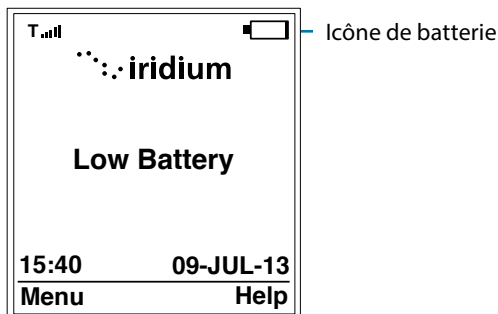 T
Icône de batterie
iridium
Low Battery
15:40 09-JUL-13
Menu Help